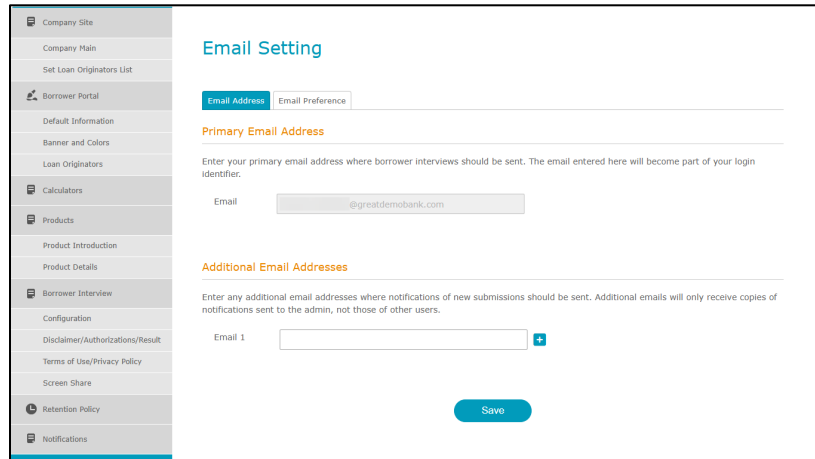 Company Site
Company Main
Set Loan Originators List
Borrower Portal
Default Information
Banner and Colors
Loan Originators
Calculators
Products
Product Introduction
Product Details
Borrower Interview
Configuration
Disclaimer/Authorizations/Result
Terms of Use/Privacy Policy
Screen Share
Retention Policy
Notifications
Email Setting
Email Address
Email Preference
Primary Email Address
Enter your primary email address where borrower interviews should be sent. The email entered here will become part of your login
identifier.
Email
@greatdemobank.com
Additional Email Addresses
Enter any additional email addresses where notifications of new submissions should be sent. Additional emails will only receive copies of
notifications sent to the admin, not those of other users.
Email 1
+
Save